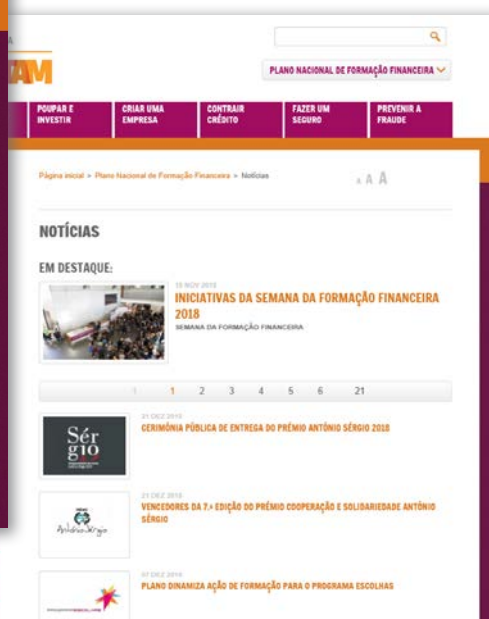 PLANO NACIONAL DE FORMAÇÃO FINANCEIRA
POUPAR E INVESTIR
CRIAR UMA EMPRESA
CONTRAIR CRÉDITO
FAZER UM SEGURO
PREVENIR A FRAUDE
Página inicial » Plano Nacional de Formação Financeira » Notícias
A A A
NOTÍCIAS
EM DESTAQUE:
INICIATIVAS DA SEMANA DA FORMAÇÃO FINANCEIRA
2018
SEMANA DA FORMAÇÃO FINANCEIRA
1 2 3 4 5 6 21
Sér
gio
CERIMÓNIA PÚBLICA DE ENTREGA DO PRÉMIO ANTÓNIO SÉRGIO 2018
António Sérgio
VENCEDORES DA 7.ª EDIÇÃO DO PRÉMIO COOPERAÇÃO E SOLIDARIEDADE ANTÓNIO
SÉRGIO
PLANO DINAMIZA AÇÃO DE FORMAÇÃO PARA O PROGRAMA ESCOLHAS